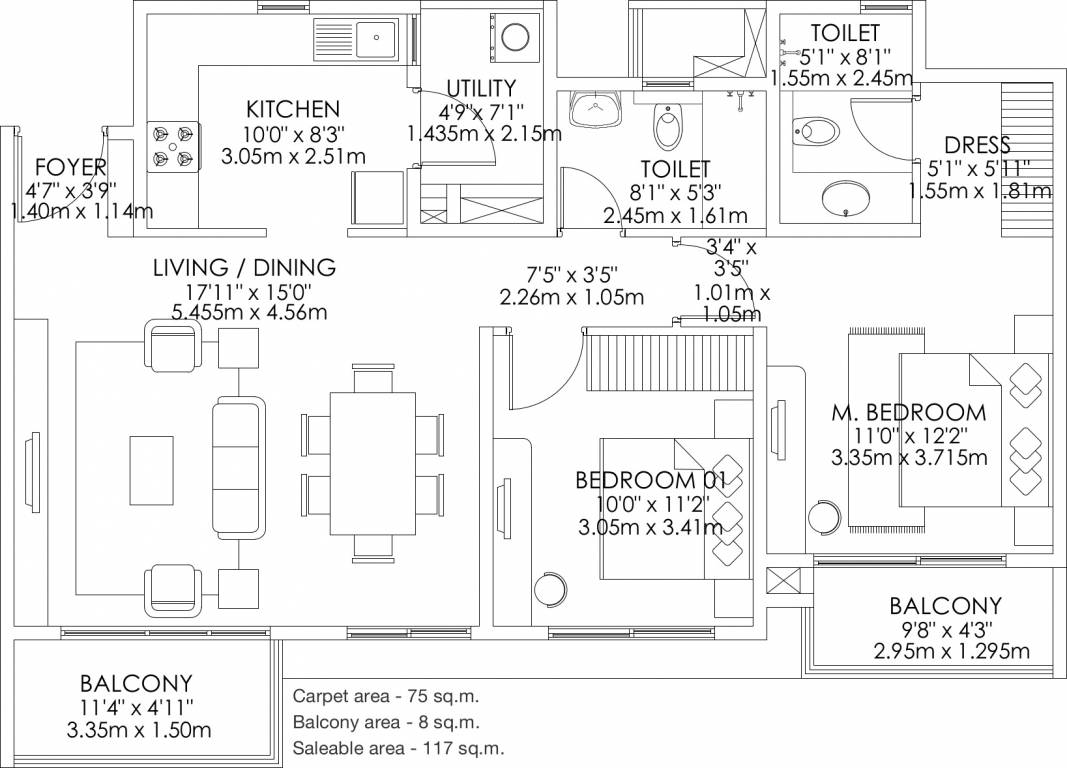 TOILET
5'1" x 8'1"
1.55m x 2.45m
UTILITY
4'9"x 7'1"
1.435m x 2.15m
KITCHEN
10'0" x 8'3"
3.05m x 2.51m
DRESS
5'1" x 5'11"
1.55m x 1.81m
FOYER
4'7" x 3'9"
1.40m x 1.14m
TOILET
8'1" x 5'3"
2.45m x 1.61m
LIVING / DINING
17'11" x 15'0"
5.455m x 4.56m
7'5" x 3'5"
2.26m x 1.05m
3'4" x
3'5"
1.01m x
1.05m
M. BEDROOM
11'0" x 12'2"
3.35m x 3.715m
BEDROOM 01
10'0" x 11'2"
3.05m x 3.41m
BALCONY
9'8" x 4'3"
2.95m x 1.295m
BALCONY
11'4" x 4'11"
3.35m x 1.50m
Carpet area - 75 sq.m.
Balcony area - 8 sq.m.
Saleable area - 117 sq.m.